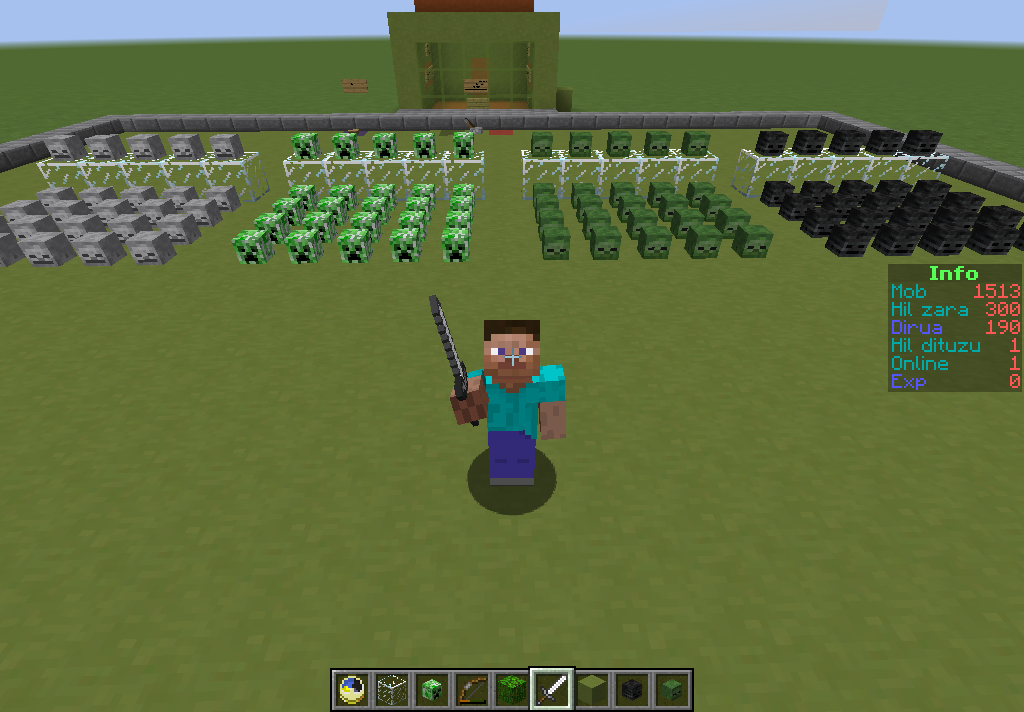 Info
Mob 1513
Hil zara 300
Dirua 190
Hil dituzu 1
Online 1
Exp 0